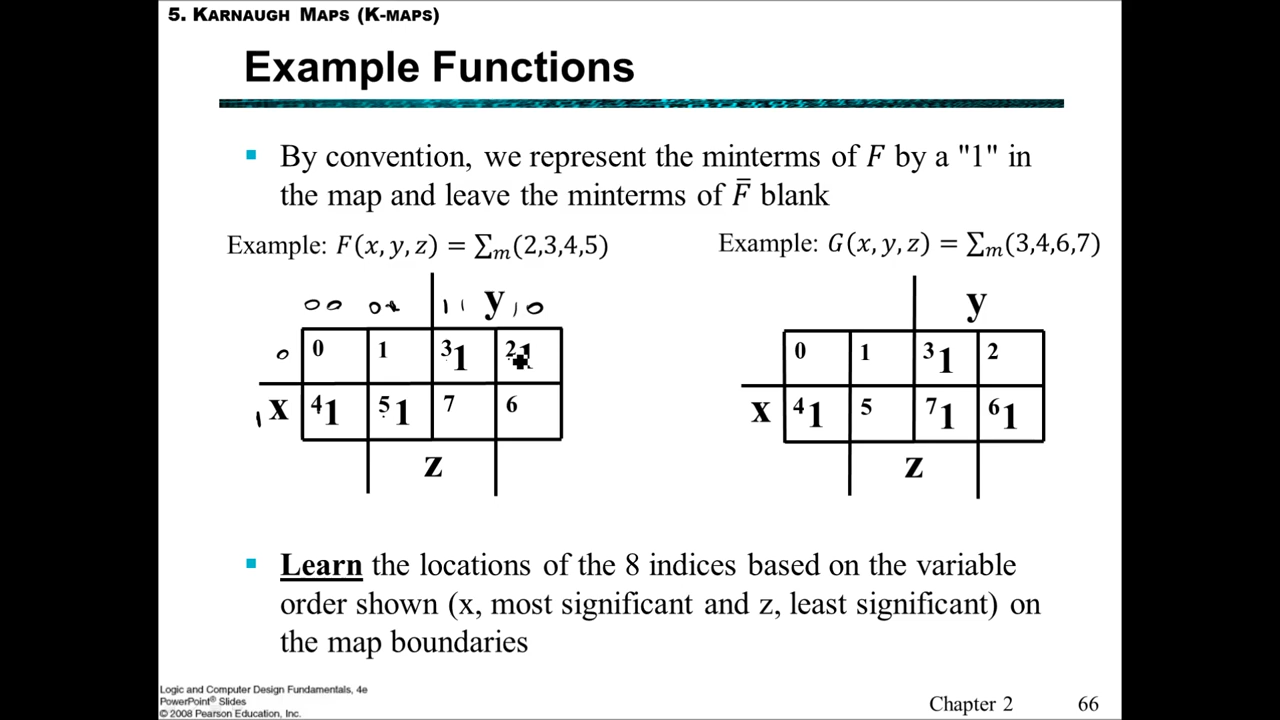 5. KARNAUGH MAPS (K-MAPS)
Example Functions
By convention, we represent the minterms of F by a "1" in
the map and leave the minterms of F̅ blank
Example: F(x, y, z) = ∑m(2,3,4,5)
00 01 11 y 10
0 0 1 3 1 2 1
1 x 4 1 5 1 7 6
z
Example: G(x, y, z) = ∑m(3,4,6,7)
y
0 1 3 1 2
x 4 1 5 7 1 6 1
z
Learn the locations of the 8 indices based on the variable
order shown (x, most significant and z, least significant) on
the map boundaries
Logic and Computer Design Fundamentals, 4e
PowerPoint® Slides
© 2008 Pearson Education, Inc.
Chapter 2 66